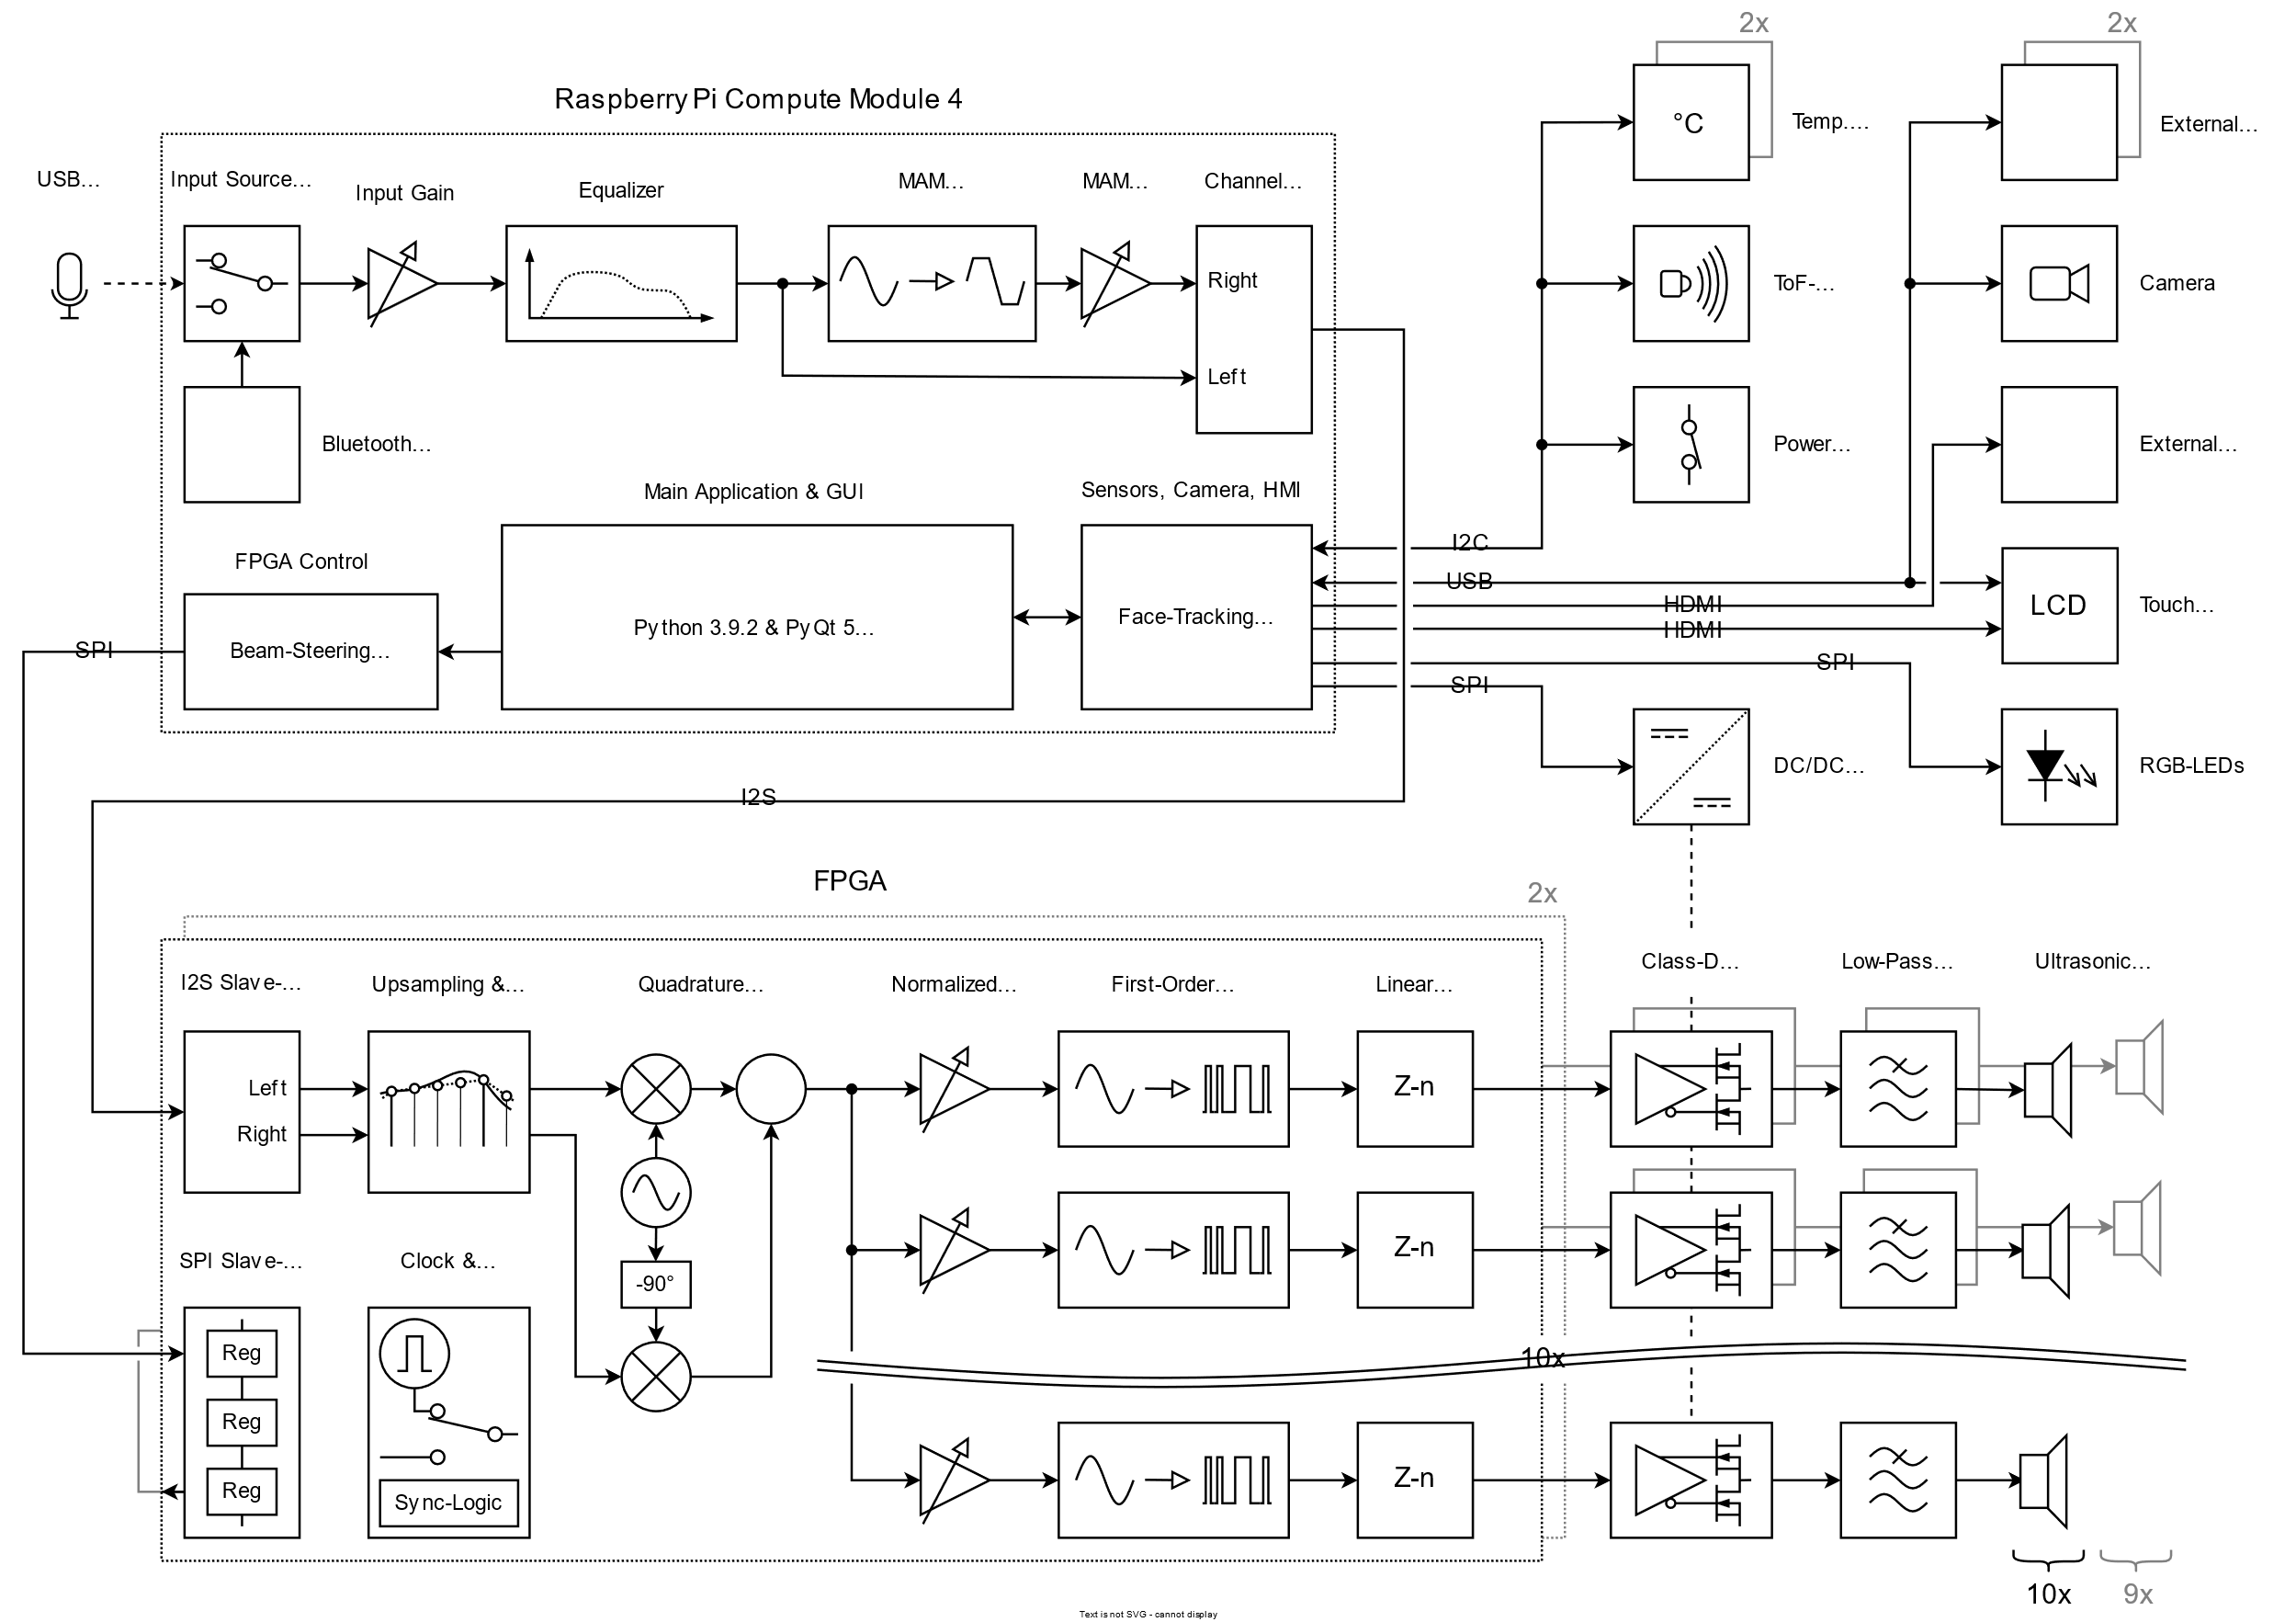 2x
2x
Raspberry Pi Compute Module 4
°C
Temp....
External...
USB...
Input Source...
Input Gain
Equalizer
MAM...
MAM...
Channel...
Right
Left
ToF-...
Camera
Bluetooth...
Power...
External...
Main Application & GUI
Sensors, Camera, HMI
FPGA Control
I2C
USB
HDMI
HDMI
LCD
Touch...
Python 3.9.2 & PyQt 5...
Face-Tracking...
SPI
Beam-Steering...
SPI
SPI
DC/DC...
RGB-LEDs
I2S
FPGA
2x
Class-D...
Low-Pass...
Ultrasonic...
I2S Slave-...
Upsampling &...
Quadrature...
Normalized...
First-Order...
Linear...
Left
Right
Z-n
SPI Slave-...
Clock &...
-90°
Z-n
Reg
Reg
Reg
Sync-Logic
10x
Z-n
10x
9x
Text is not SVG - cannot display